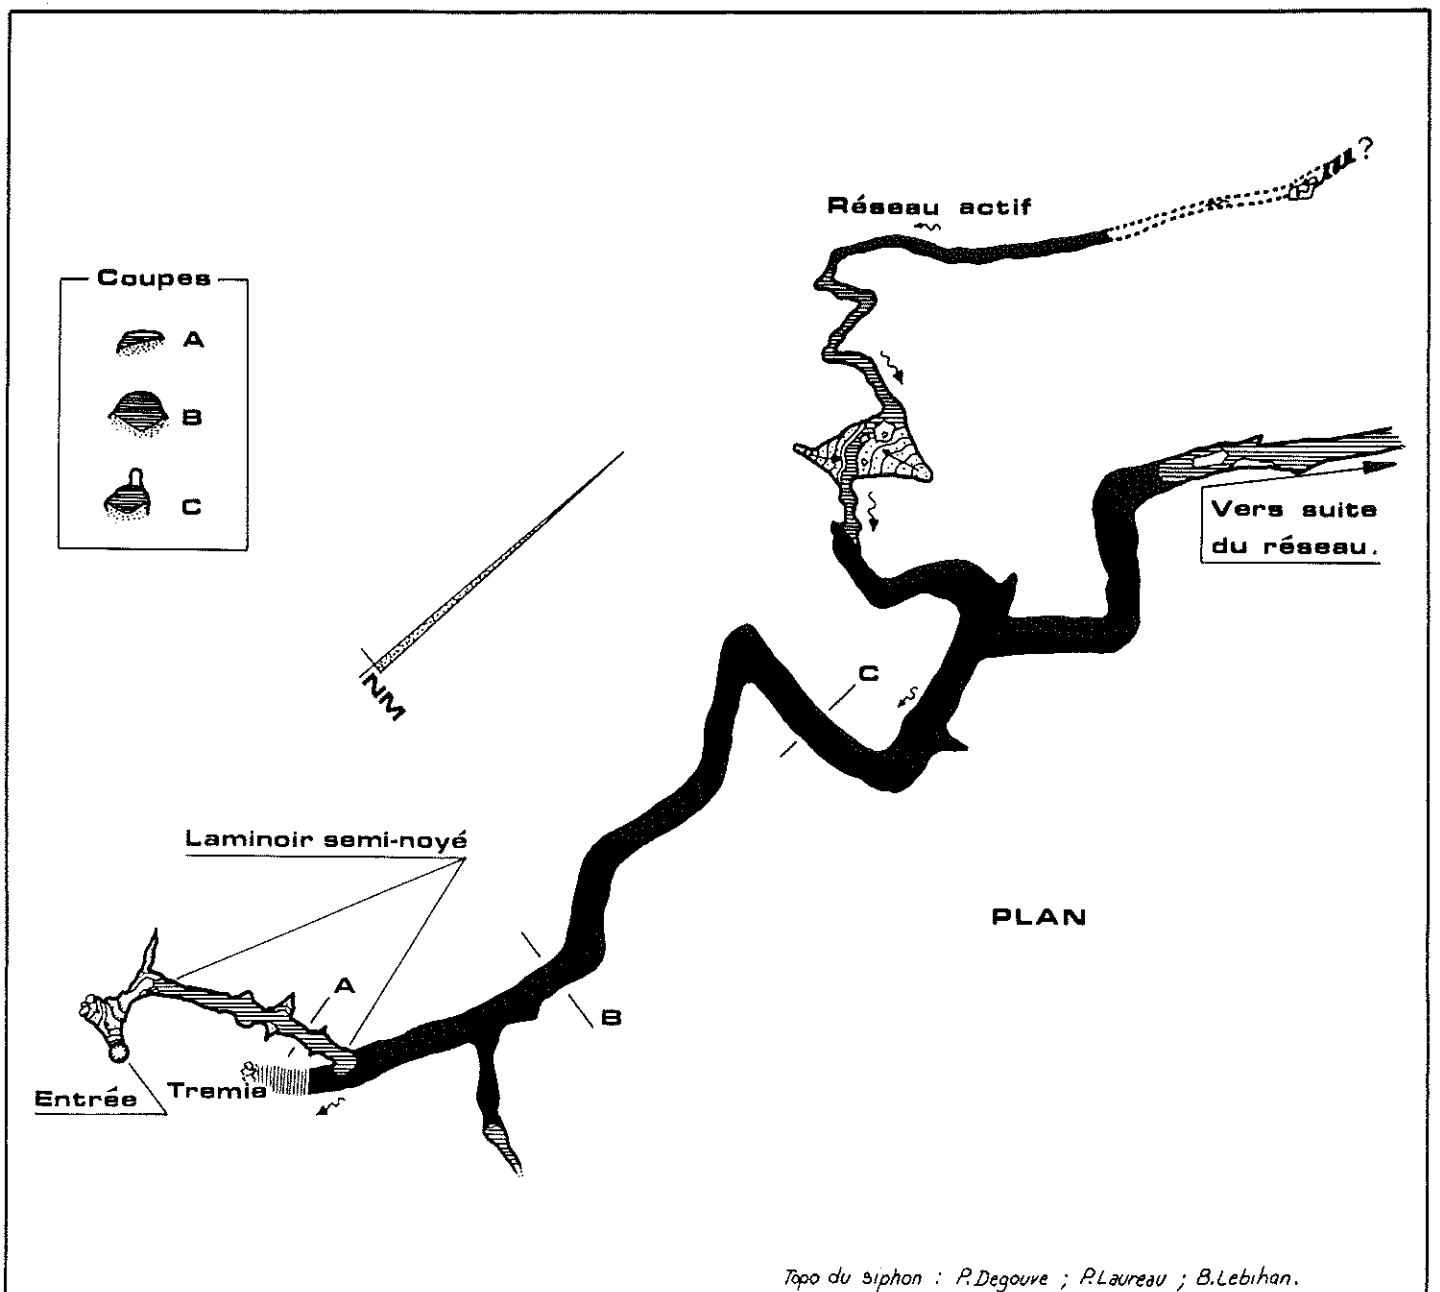 ?
Réseau actif
Coupes
A
B
C
Vers suite
du réseau.
NM
C
Laminoir semi-noyé
PLAN
A
B
Entrée
Tremie
Topo du siphon : P.Degouve ; P.Laureau ; B.Lebihan.